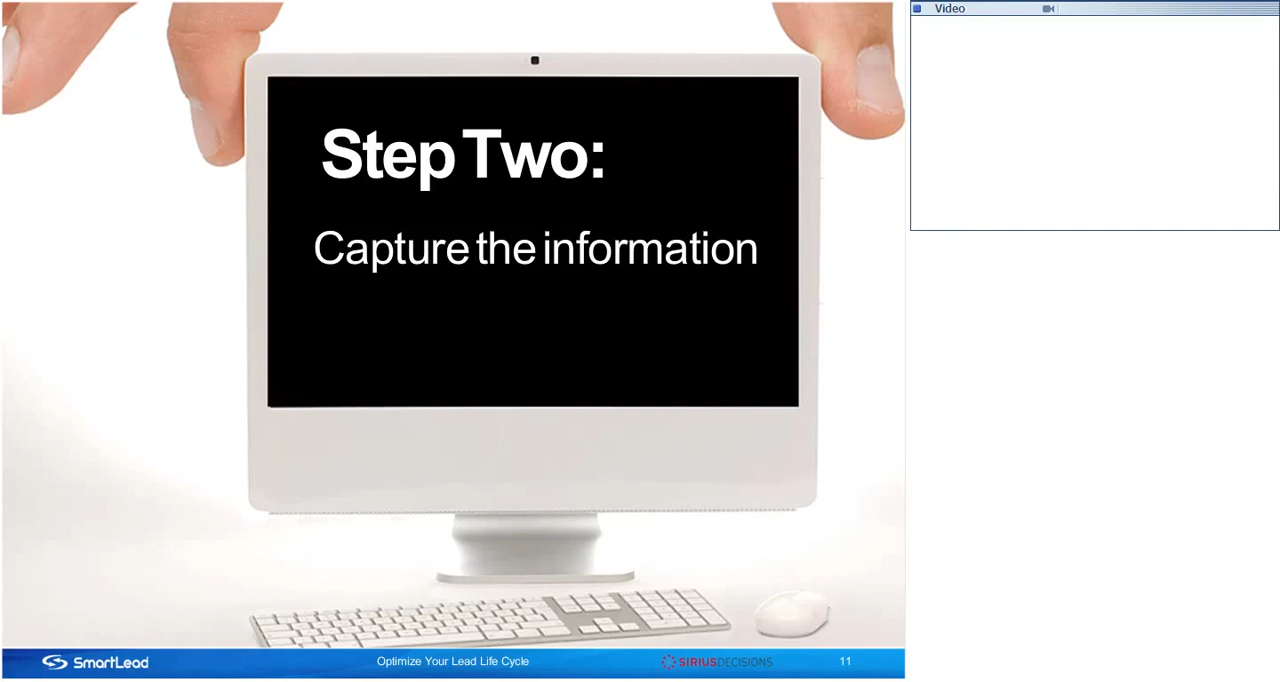 Video
Step Two:
Capture the information
SmartLead
Optimize Your Lead Life Cycle
SIRIUSDECISIONS
11